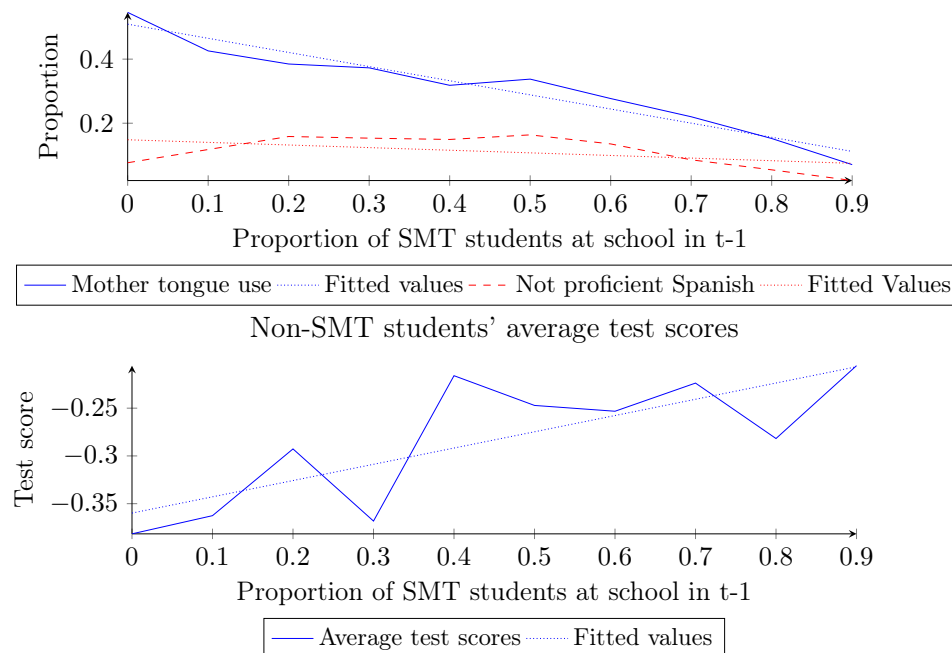 Proportion
0.4
0.2
0 0.1 0.2 0.3 0.4 0.5 0.6 0.7 0.8 0.9
Proportion of SMT students at school in t-1
Mother tongue use Fitted values Not proficient Spanish Fitted Values
Non-SMT students' average test scores
Test score
−0.25
−0.3
−0.35
0 0.1 0.2 0.3 0.4 0.5 0.6 0.7 0.8 0.9
Proportion of SMT students at school in t-1
Average test scores Fitted values